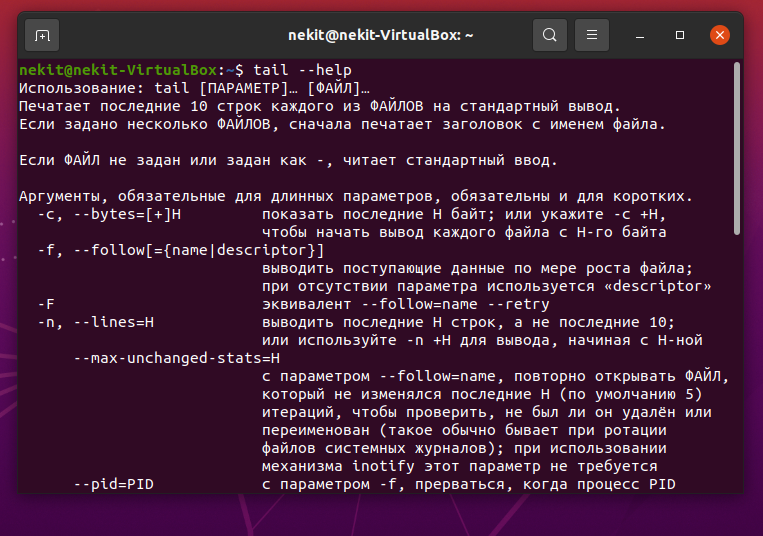 nekit@nekit-VirtualBox: ~
nekit@nekit-VirtualBox:~$ tail --help
Использование: tail [ПАРАМЕТР]… [ФАЙЛ]…
Печатает последние 10 строк каждого из ФАЙЛОВ на стандартный вывод.
Если задано несколько ФАЙЛОВ, сначала печатает заголовок с именем файла.
Если ФАЙЛ не задан или задан как -, читает стандартный ввод.
Аргументы, обязательные для длинных параметров, обязательны и для коротких.
-c, --bytes=[+]Н показать последние Н байт; или укажите -c +Н,
чтобы начать вывод каждого файла с Н-го байта
-f, --follow[={name|descriptor}]
выводить поступающие данные по мере роста файла;
при отсутствии параметра используется «descriptor»
-F эквивалент --follow=name --retry
-n, --lines=Н выводить последние Н строк, а не последние 10;
или используйте -n +Н для вывода, начиная с Н-ной
--max-unchanged-stats=Н
с параметром --follow=name, повторно открывать ФАЙЛ,
который не изменялся последние Н (по умолчанию 5)
итераций, чтобы проверить, не был ли он удалён или
переименован (такое обычно бывает при ротации
файлов системных журналов); при использовании
механизма inotify этот параметр не требуется
--pid=PID с параметром -f, прерваться, когда процесс PID